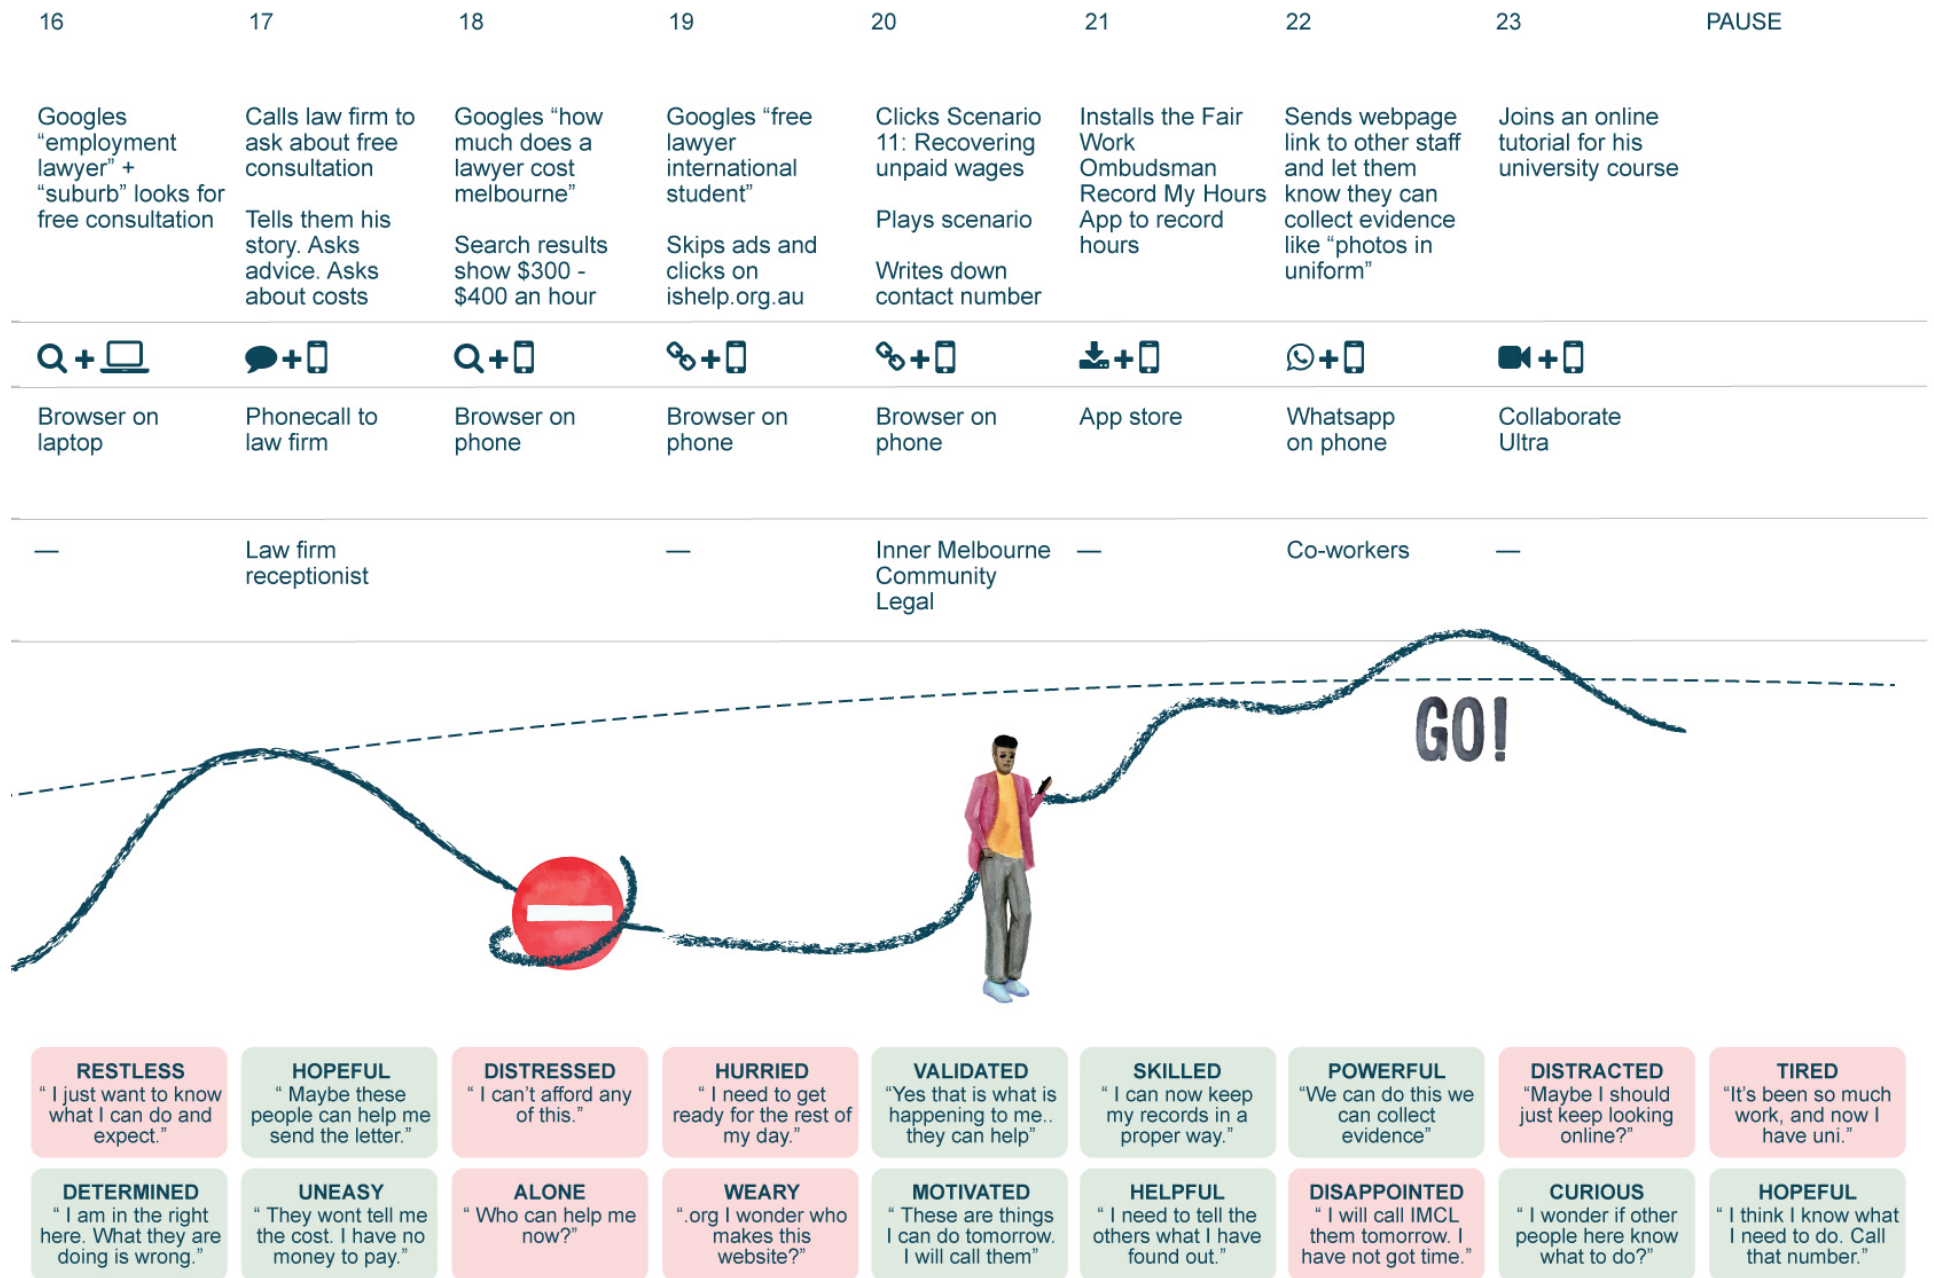 16
17
18
19
20
21
22
23
PAUSE
Googles
“employment
lawyer” +
“suburb” looks for
free consultation
Calls law firm to
ask about free
consultation
Tells them his
story. Asks
advice. Asks
about costs
Googles “how
much does a
lawyer cost
melbourne”
Search results
show $300 -
$400 an hour
Googles “free
lawyer
international
student”
Skips ads and
clicks on
ishelp.org.au
Clicks Scenario
11: Recovering
unpaid wages
Plays scenario
Writes down
contact number
Installs the Fair
Work
Ombudsman
Record My Hours
App to record
hours
Sends webpage
link to other staff
and let them
know they can
collect evidence
like “photos in
uniform”
Joins an online
tutorial for his
university course
Browser on
laptop
Phonecall to
law firm
Browser on
phone
Browser on
phone
Browser on
phone
App store
Whatsapp
on phone
Collaborate
Ultra
—
Law firm
receptionist
—
Inner Melbourne
Community
Legal
—
Co-workers
—
GO!
RESTLESS
“ I just want to know
what I can do and
expect.”
HOPEFUL
“ Maybe these
people can help me
send the letter.”
DISTRESSED
“ I can’t afford any
of this.”
HURRIED
“ I need to get
ready for the rest of
my day.”
VALIDATED
“Yes that is what is
happening to me..
they can help”
SKILLED
“ I can now keep
my records in a
proper way.”
POWERFUL
“We can do this we
can collect
evidence”
DISTRACTED
“Maybe I should
just keep looking
online?”
TIRED
“It’s been so much
work, and now I
have uni.”
DETERMINED
“ I am in the right
here. What they are
doing is wrong.”
UNEASY
“ They wont tell me
the cost. I have no
money to pay.”
ALONE
“ Who can help me
now?”
WEARY
“.org I wonder who
makes this
website?”
MOTIVATED
“ These are things
I can do tomorrow.
I will call them”
HELPFUL
“ I need to tell the
others what I have
found out.”
DISAPPOINTED
“ I will call IMCL
them tomorrow. I
have not got time.”
CURIOUS
“ I wonder if other
people here know
what to do?”
HOPEFUL
“ I think I know what
I need to do. Call
that number.”